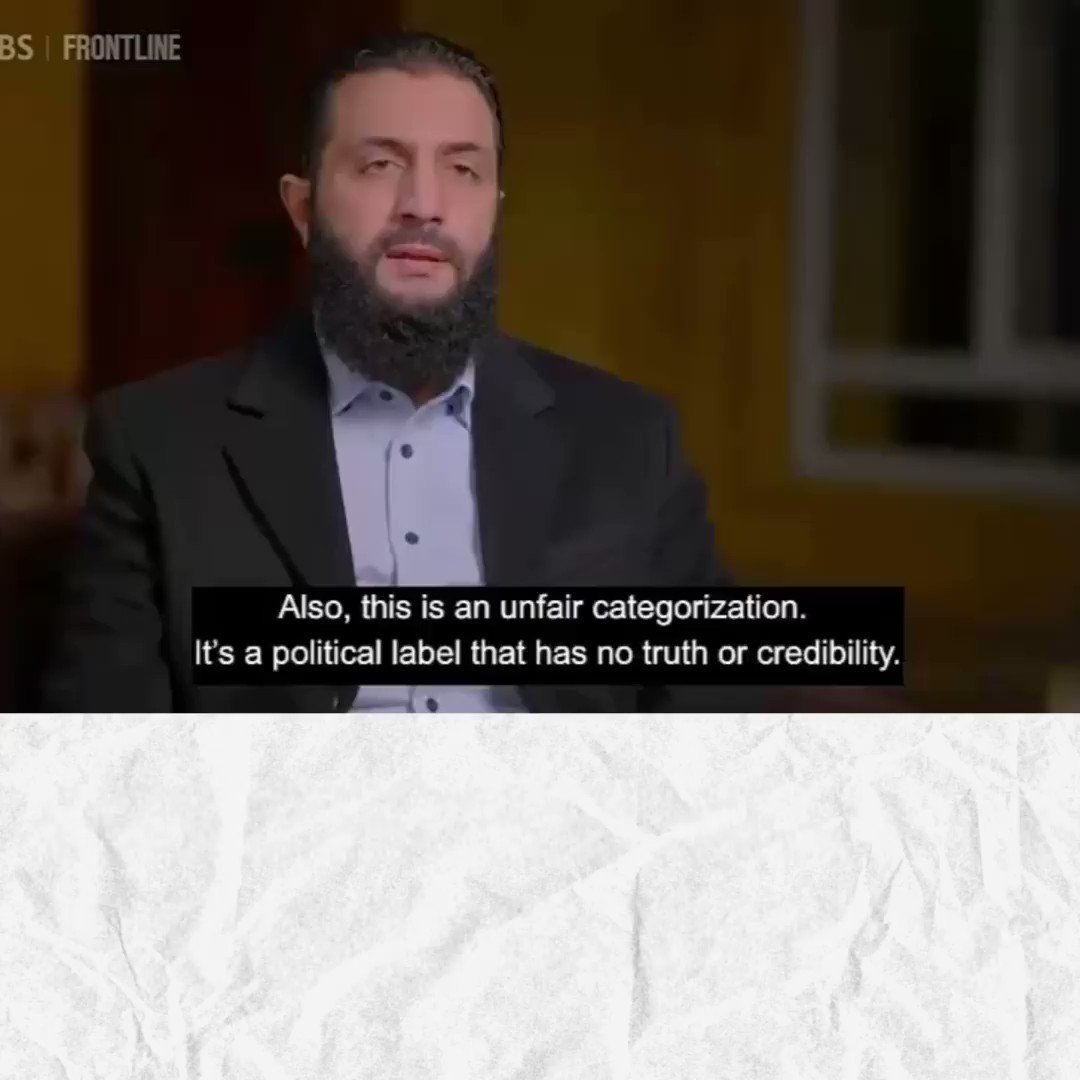 BS | FRONTLINE
Also, this is an unfair categorization.
It's a political label that has no truth or credibility.